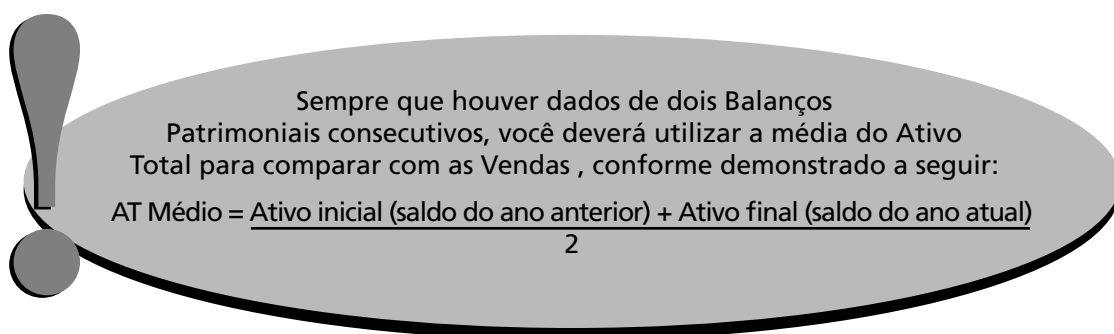 Sempre que houver dados de dois Balanços
Patrimoniais consecutivos, você deverá utilizar a média do Ativo
Total para comparar com as Vendas , conforme demonstrado a seguir:
AT Médio = Ativo inicial (saldo do ano anterior) + Ativo final (saldo do ano atual)
2